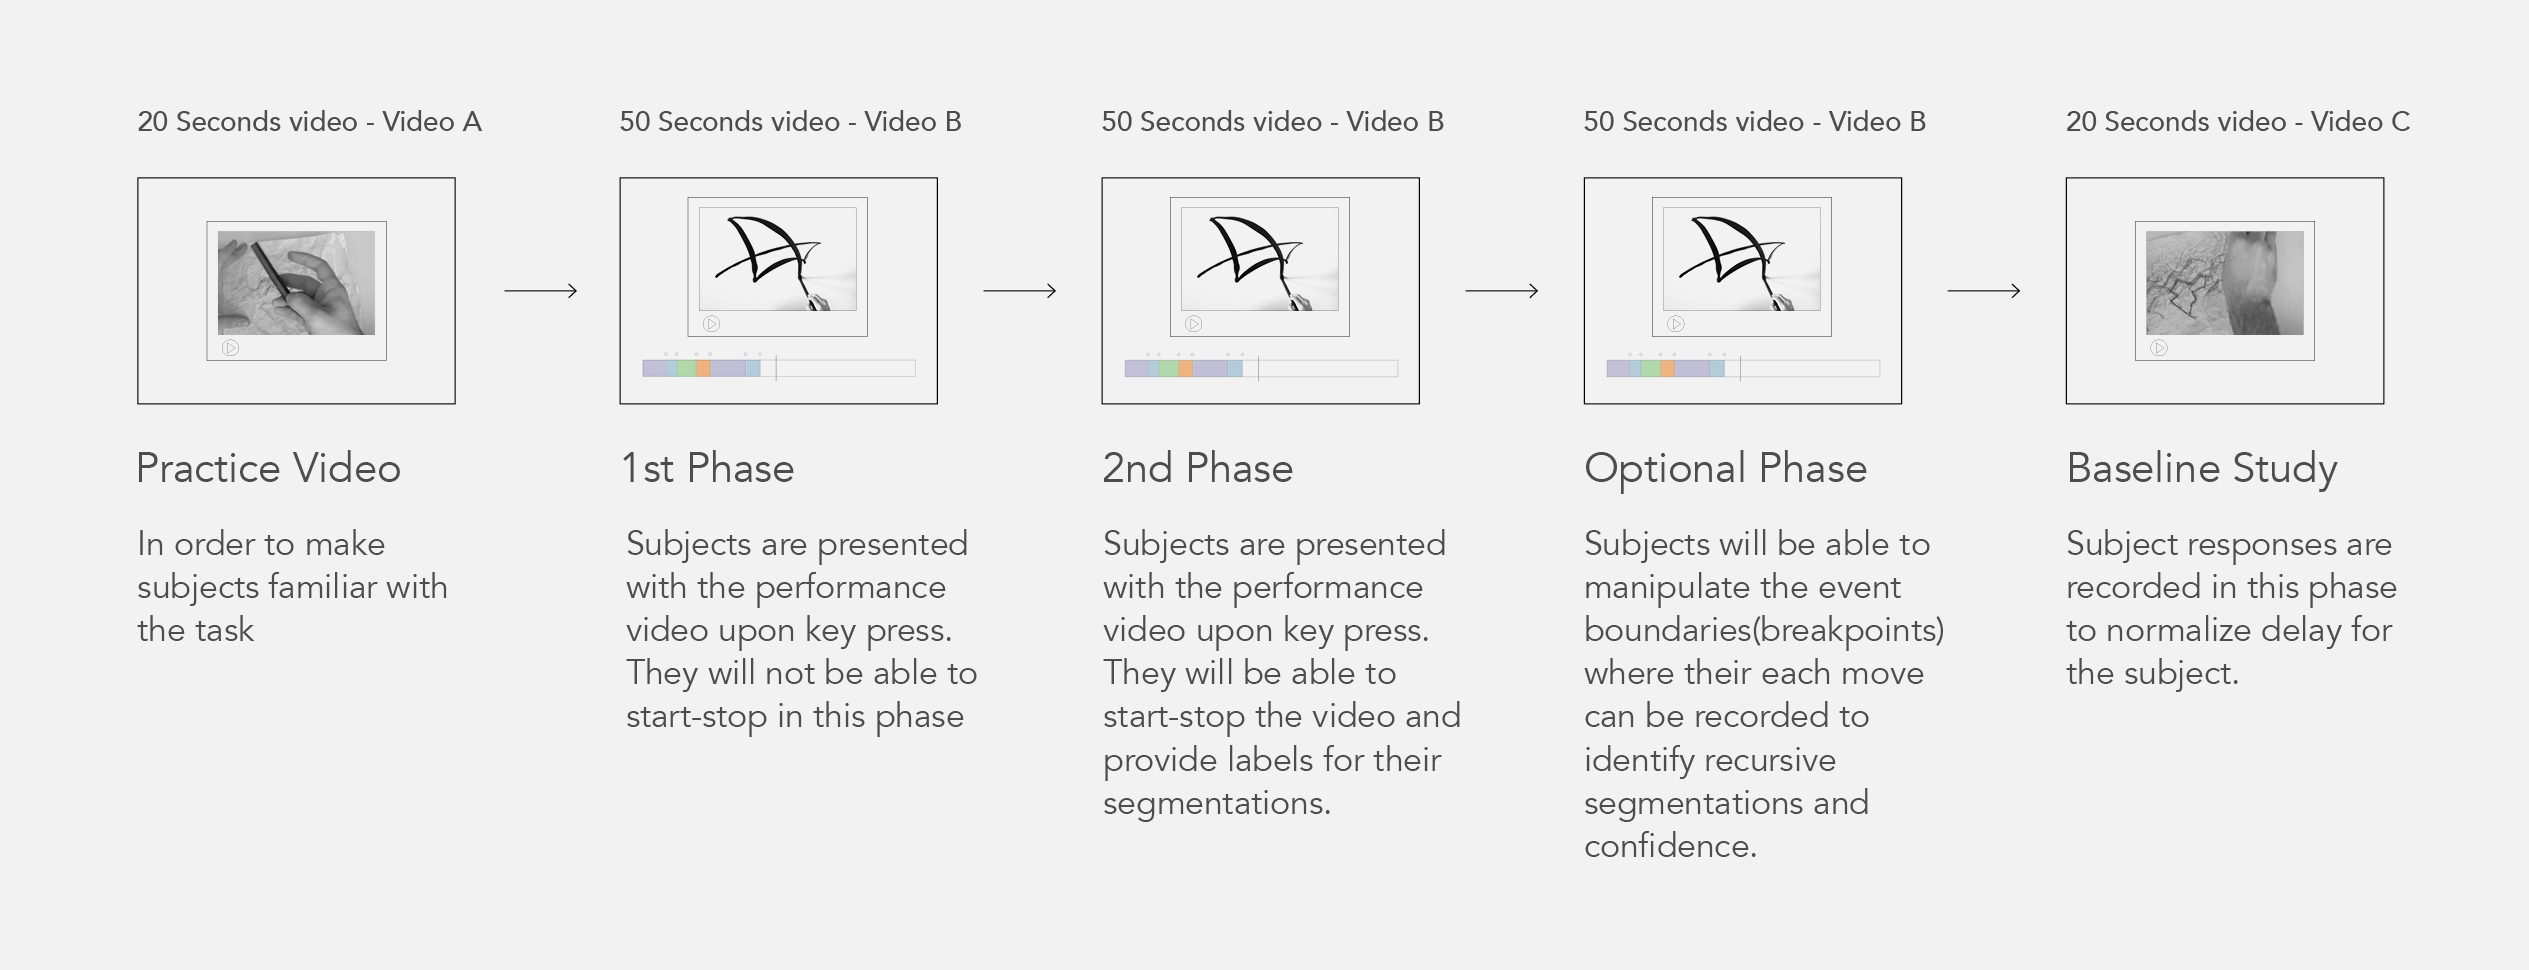 20 Seconds video - Video A
50 Seconds video - Video B
50 Seconds video - Video B
50 Seconds video - Video B
20 Seconds video - Video C
Practice Video
In order to make
subjects familiar with
the task
1st Phase
Subjects are presented
with the performance
video upon key press.
They will not be able to
start-stop in this phase
2nd Phase
Subjects are presented
with the performance
video upon key press.
They will be able to
start-stop the video and
provide labels for their
segmentations.
Optional Phase
Subjects will be able to
manipulate the event
boundaries(breakpoints)
where their each move
can be recorded to
identify recursive
segmentations and
confidence.
Baseline Study
Subject responses are
recorded in this phase
to normalize delay for
the subject.